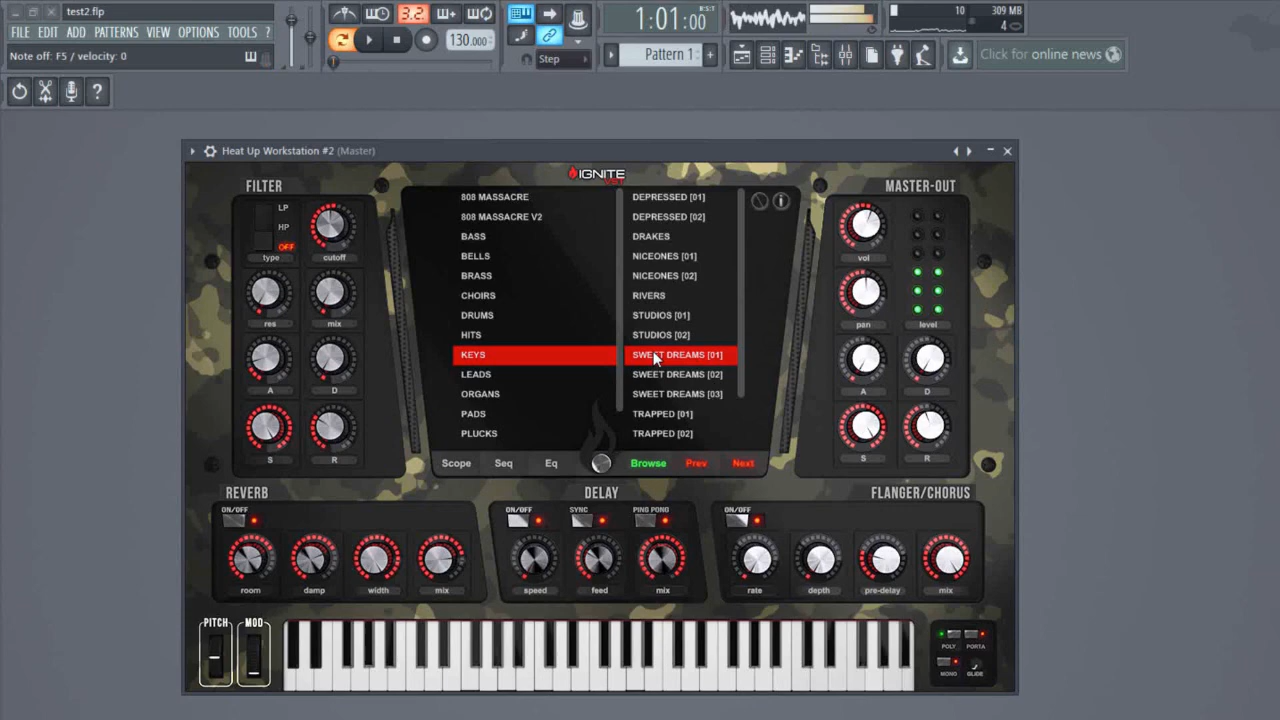 test2.flp
FILE EDIT ADD PATTERNS VIEW OPTIONS TOOLS ?
Note off: F5 / velocity: 0
3.2
130.000
1:01:00
B:S:T
Step
Pattern 1
10
309 MB
4
Click for online news
?
Heat Up Workstation #2 (Master)
IGNITE
VST
FILTER
LP
HP
OFF
type
cutoff
res
mix
A
D
S
R
808 MASSACRE
808 MASSACRE V2
BASS
BELLS
BRASS
CHOIRS
DRUMS
HITS
KEYS
LEADS
ORGANS
PADS
PLUCKS
DEPRESSED [01]
DEPRESSED [02]
DRAKES
NICEONES [01]
NICEONES [02]
RIVERS
STUDIOS [01]
STUDIOS [02]
SWEET DREAMS [01]
SWEET DREAMS [02]
SWEET DREAMS [03]
TRAPPED [01]
TRAPPED [02]
Scope
Seq
Eq
Browse
Prev
Next
MASTER-OUT
vol
pan
level
A
D
S
R
REVERB
ON/OFF
room
damp
width
mix
DELAY
ON/OFF
SYNC
PING PONG
speed
feed
mix
FLANGER/CHORUS
ON/OFF
rate
depth
pre-delay
mix
PITCH
MOD
POLY
PORTA
MONO
GLIDE